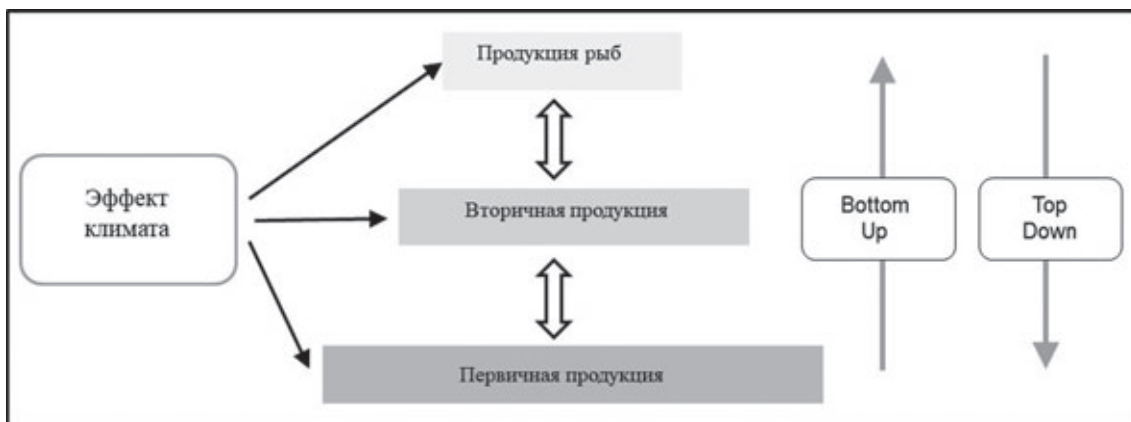 Продукция рыб
Эффект
климата
Вторичная продукция
Bottom
Up
Top
Down
Первичная продукция